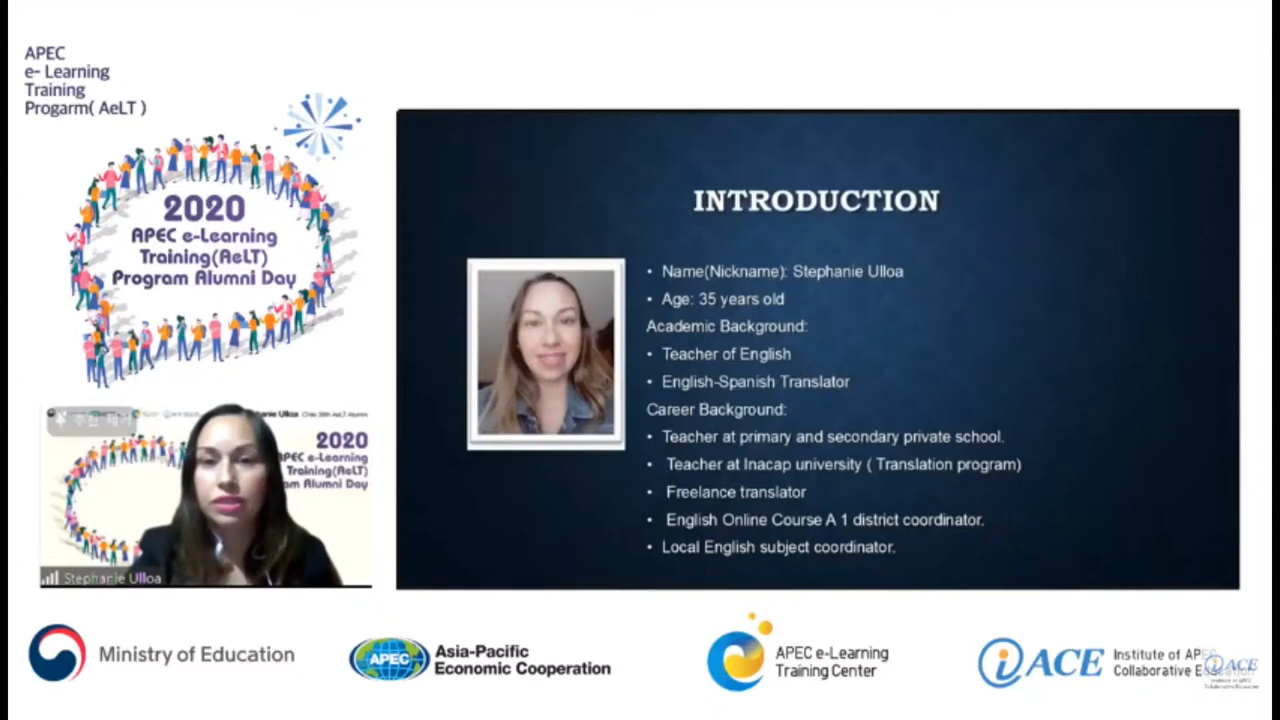 APEC
e- Learning
Training
Progarm( AeLT )
2020
APEC e-Learning
Training(AeLT)
Program Alumni Day
INTRODUCTION
• Name(Nickname): Stephanie Ulloa
• Age: 35 years old
Academic Background:
• Teacher of English
• English-Spanish Translator
Career Background:
• Teacher at primary and secondary private school.
• Teacher at Inacap university ( Translation program)
• Freelance translator
• English Online Course A 1 district coordinator.
• Local English subject coordinator.
Ulloa
2020
APEC e-Learning
Training(AeLT)
Alumni Day
Stephanie Ulloa
Ministry of Education
APEC
Asia-Pacific
Economic Cooperation
APEC e-Learning
Training Center
iACE
Institute of
Collaborative
iACE